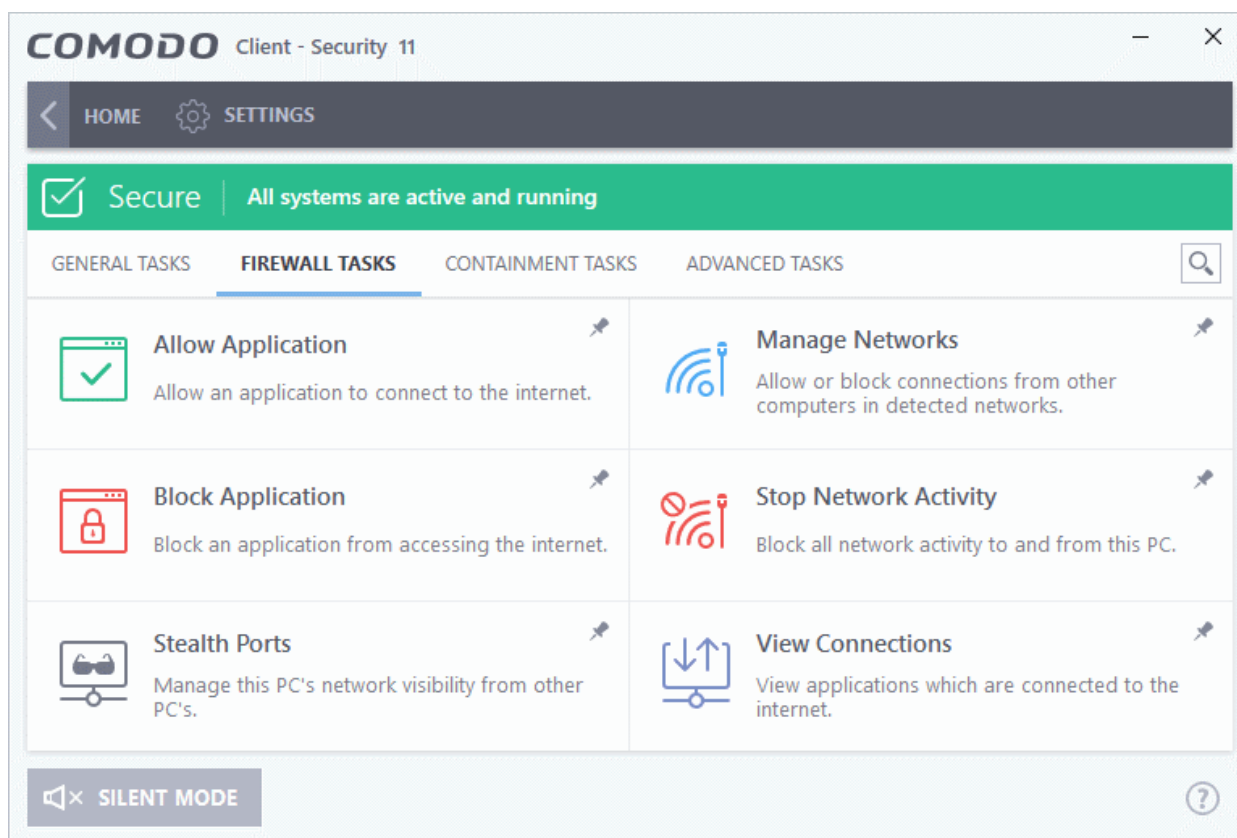 COMODO Client - Security 11
HOME SETTINGS
Secure All systems are active and running
GENERAL TASKS FIREWALL TASKS CONTAINMENT TASKS ADVANCED TASKS
Allow Application
Allow an application to connect to the internet.
Manage Networks
Allow or block connections from other
computers in detected networks.
Block Application
Block an application from accessing the internet.
Stop Network Activity
Block all network activity to and from this PC.
Stealth Ports
Manage this PC's network visibility from other
PC's.
View Connections
View applications which are connected to the
internet.
SILENT MODE
?